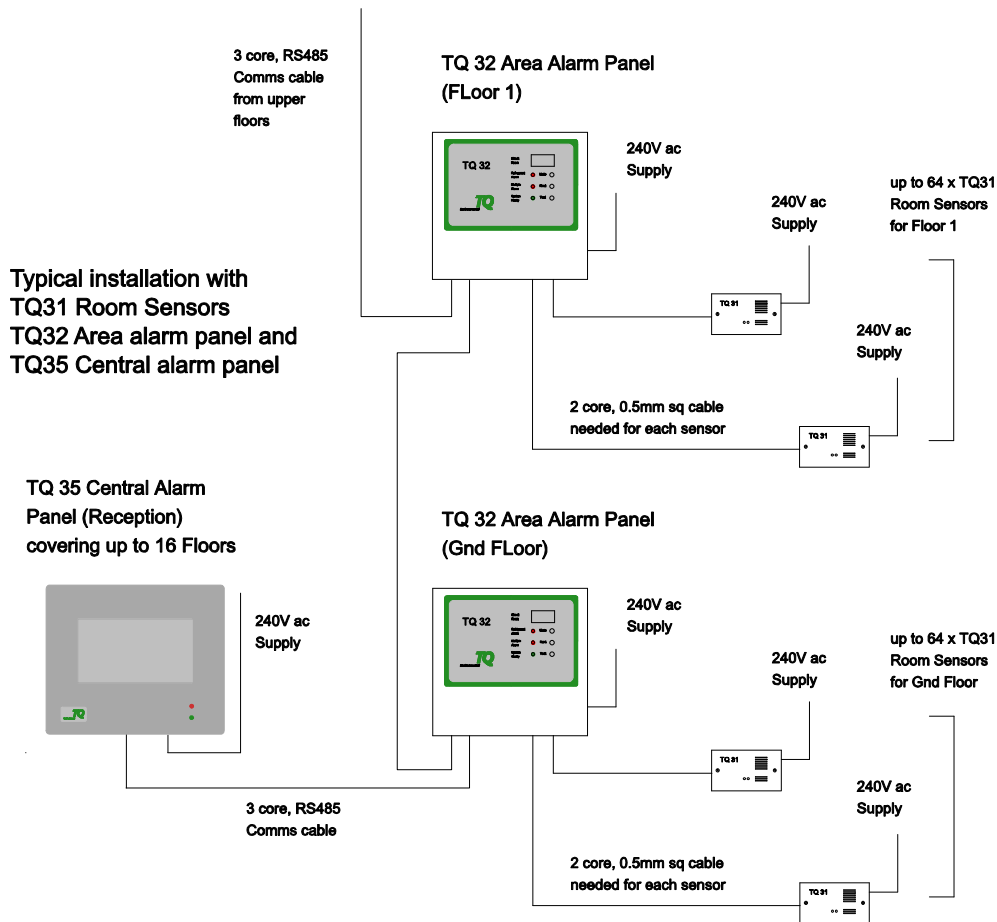 3 core, RS485
Comms cable
from upper
floors
TQ 32 Area Alarm Panel
(FLoor 1)
240V ac
Supply
TQ 32
TQ
240V ac
Supply
up to 64 x TQ31
Room Sensors
for Floor 1
TQ 31
Typical installation with
TQ31 Room Sensors
TQ32 Area alarm panel and
TQ35 Central alarm panel
240V ac
Supply
2 core, 0.5mm sq cable
needed for each sensor
TQ 31
TQ 35 Central Alarm
Panel (Reception)
covering up to 16 Floors
TQ
240V ac
Supply
TQ 32 Area Alarm Panel
(Gnd FLoor)
240V ac
Supply
TQ 32
TQ
240V ac
Supply
up to 64 x TQ31
Room Sensors
for Gnd Floor
TQ 31
240V ac
Supply
3 core, RS485
Comms cable
2 core, 0.5mm sq cable
needed for each sensor
TQ 31